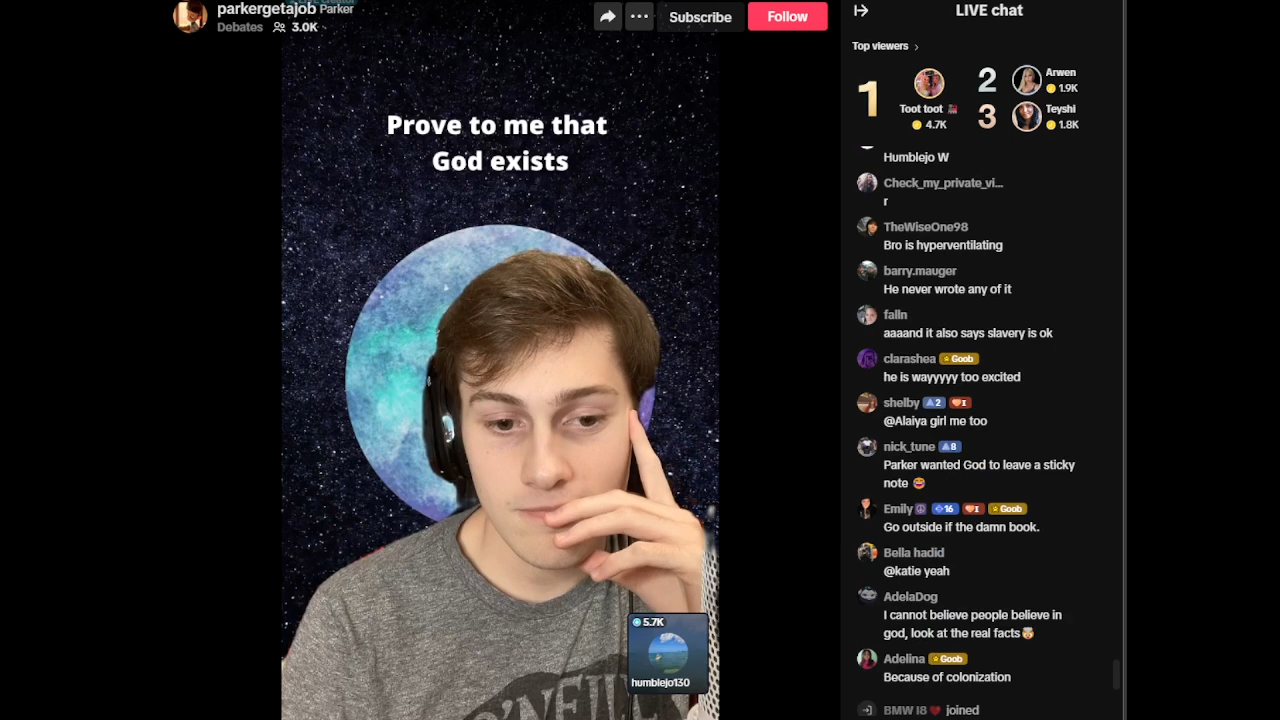 parkergetajob Parker
Debates 3.0K
Subscribe
Follow
Prove to me that
God exists
5.7K
humblejo130
O'NEILL
LIVE chat
Top viewers
1
Toot toot
4.7K
2
Arwen
1.9K
3
Teyshi
1.8K
Humblejo W
Check_my_private_vi...
r
TheWiseOne98
Bro is hyperventilating
barry.mauger
He never wrote any of it
falln
aaaand it also says slavery is ok
clarashea Goob
he is wayyyyy too excited
shelby 2 I
@Alaiya girl me too
nick_tune 8
Parker wanted God to leave a sticky
note
Emily 16 I Goob
Go outside if the damn book.
Bella hadid
@katie yeah
AdelaDog
I cannot believe people believe in
god, look at the real facts
Adelina Goob
Because of colonization
BMW I8 joined